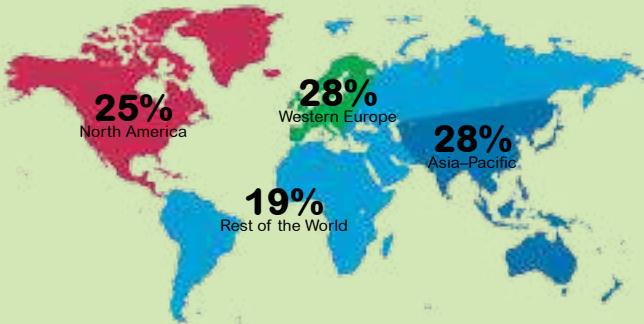 25%
North America
28%
Western Europe
28%
Asia–Pacific
19%
Rest of the World